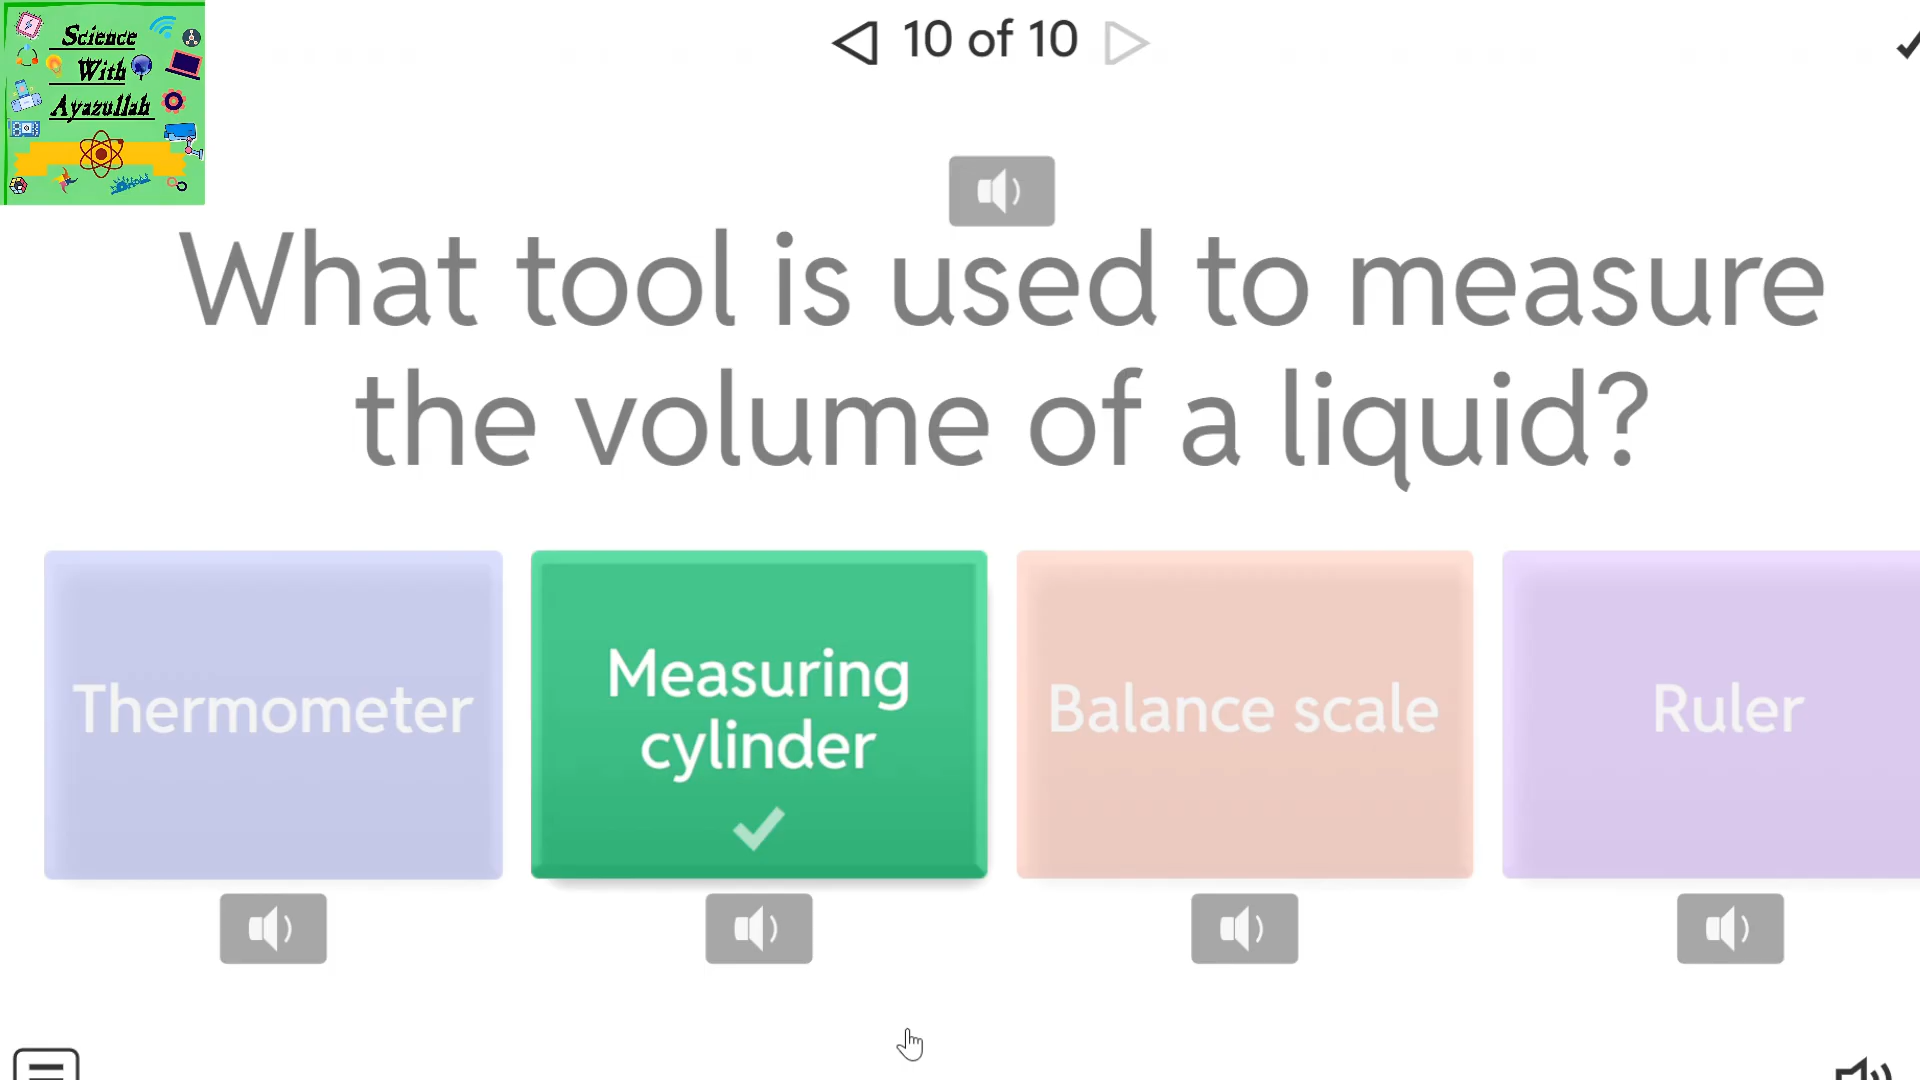 Science
With
Ayazullah
10 of 10
What tool is used to measure
the volume of a liquid?
Thermometer
Measuring
cylinder
Balance scale
Ruler